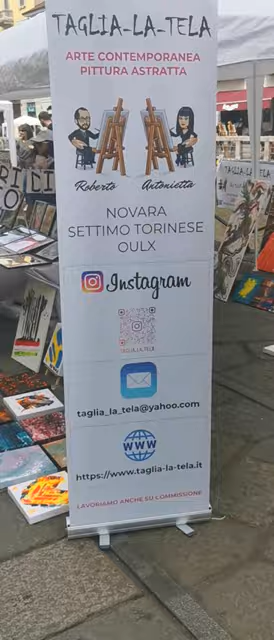 TAGLIA-LA-TELA
ARTE CONTEMPORANEA
PITTURA ASTRATTA
Roberto Antonietta
NOVARA
SETTIMO TORINESE
OULX
Instagram
TAGLIA_LA_TELA
taglia_la_tela@yahoo.com
WWW
https://www.taglia-la-tela.it
LAVORIAMO ANCHE SU COMMISSIONE
TAGLIA-LA-TELA